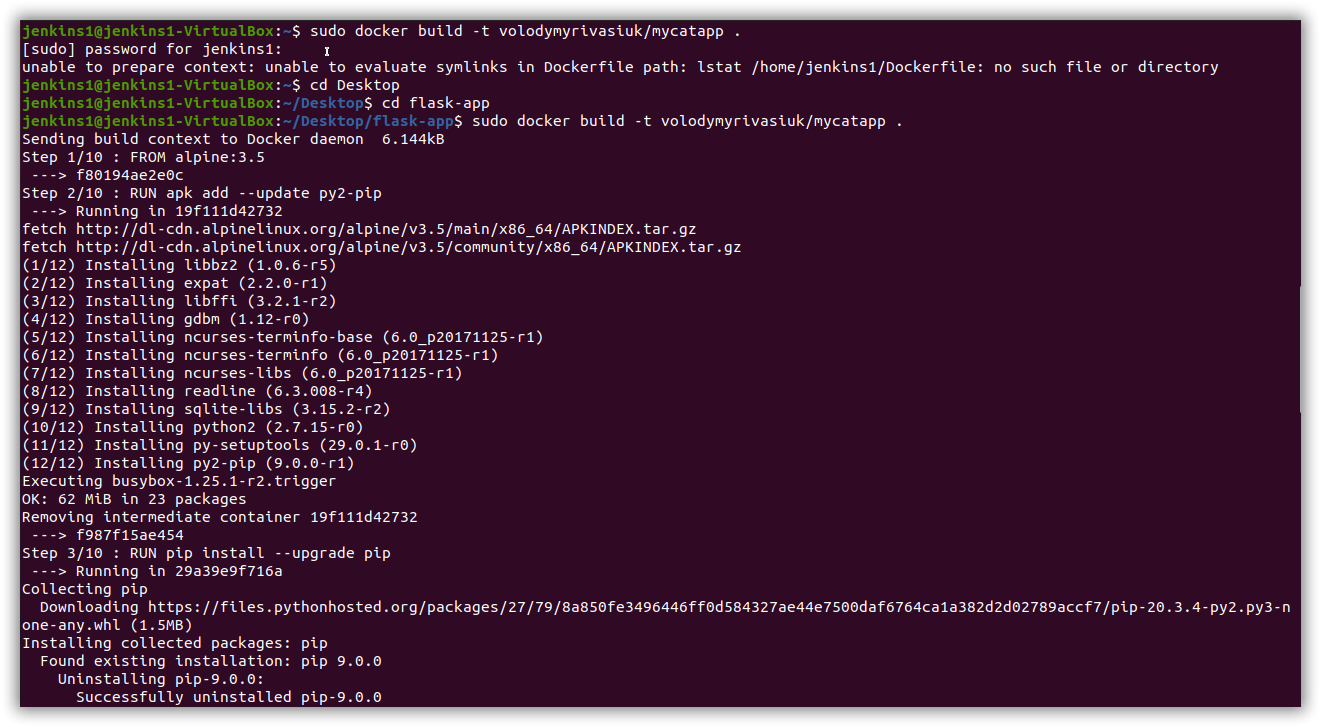 jenkins1@jenkins1-VirtualBox:~$ sudo docker build -t volodymyrivasiuk/mycatapp .
[sudo] password for jenkins1:
unable to prepare context: unable to evaluate symlinks in Dockerfile path: lstat /home/jenkins1/Dockerfile: no such file or directory
jenkins1@jenkins1-VirtualBox:~$ cd Desktop
jenkins1@jenkins1-VirtualBox:~/Desktop$ cd flask-app
jenkins1@jenkins1-VirtualBox:~/Desktop/flask-app$ sudo docker build -t volodymyrivasiuk/mycatapp .
Sending build context to Docker daemon  6.144kB
Step 1/10 : FROM alpine:3.5
 ---> f80194ae2e0c
Step 2/10 : RUN apk add --update py2-pip
 ---> Running in 19f111d42732
fetch http://dl-cdn.alpinelinux.org/alpine/v3.5/main/x86_64/APKINDEX.tar.gz
fetch http://dl-cdn.alpinelinux.org/alpine/v3.5/community/x86_64/APKINDEX.tar.gz
(1/12) Installing libbz2 (1.0.6-r5)
(2/12) Installing expat (2.2.0-r1)
(3/12) Installing libffi (3.2.1-r2)
(4/12) Installing gdbm (1.12-r0)
(5/12) Installing ncurses-terminfo-base (6.0_p20171125-r1)
(6/12) Installing ncurses-terminfo (6.0_p20171125-r1)
(7/12) Installing ncurses-libs (6.0_p20171125-r1)
(8/12) Installing readline (6.3.008-r4)
(9/12) Installing sqlite-libs (3.15.2-r2)
(10/12) Installing python2 (2.7.15-r0)
(11/12) Installing py-setuptools (29.0.1-r0)
(12/12) Installing py2-pip (9.0.0-r1)
Executing busybox-1.25.1-r2.trigger
OK: 62 MiB in 23 packages
Removing intermediate container 19f111d42732
 ---> f987f15ae454
Step 3/10 : RUN pip install --upgrade pip
 ---> Running in 29a39e9f716a
Collecting pip
  Downloading https://files.pythonhosted.org/packages/27/79/8a850fe3496446ff0d584327ae44e7500daf6764ca1a382d2d02789accf7/pip-20.3.4-py2.py3-n
one-any.whl (1.5MB)
Installing collected packages: pip
  Found existing installation: pip 9.0.0
    Uninstalling pip-9.0.0:
      Successfully uninstalled pip-9.0.0